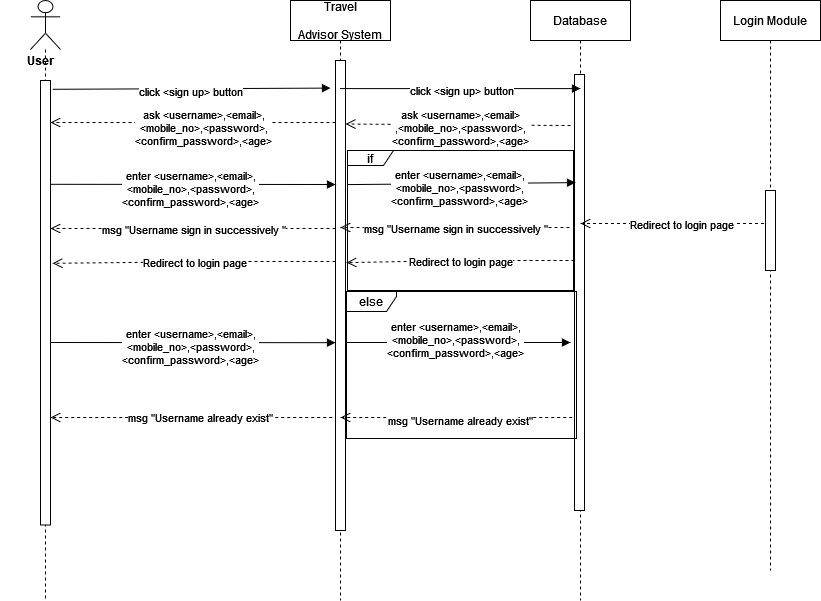 Travel
Advisor System
Database
Login Module
User
click <sign up> button
click <sign up> button
ask <username>,<email>,
<mobile_no>,<password>,
<confirm_password>,<age>
ask <username>,<email>
,<mobile_no>,<password>,
<confirm_password>,<age>
if
enter <username>,<email>,
<mobile_no>,<password>,
<confirm_password>,<age>
enter <username>,<email>,
<mobile_no>,<password>,
<confirm_password>,<age>
msg "Username sign in successively "
msg "Username sign in successively "
Redirect to login page
Redirect to login page
Redirect to login page
else
enter <username>,<email>,
<mobile_no>,<password>,
<confirm_password>,<age>
enter <username>,<email>,
<mobile_no>,<password>,
<confirm_password>,<age>
msg "Username already exist"
msg "Username already exist"